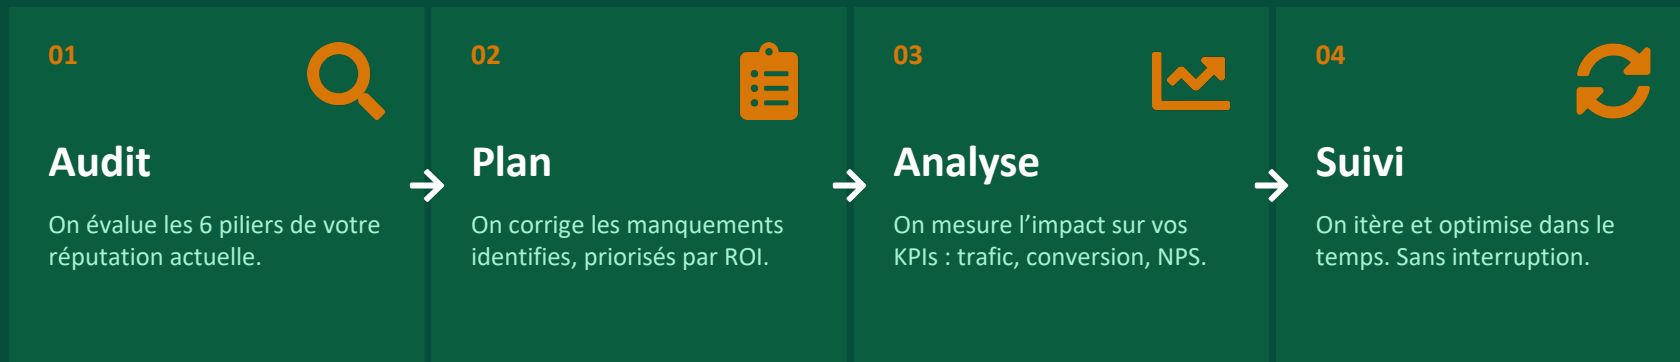 01
Audit
On évalue les 6 piliers de votre
réputation actuelle.
02
Plan
On corrige les manquements
identifies, priorisés par ROI.
03
Analyse
On mesure l’impact sur vos
KPIs : trafic, conversion, NPS.
04
Suivi
On itère et optimise dans le
temps. Sans interruption.